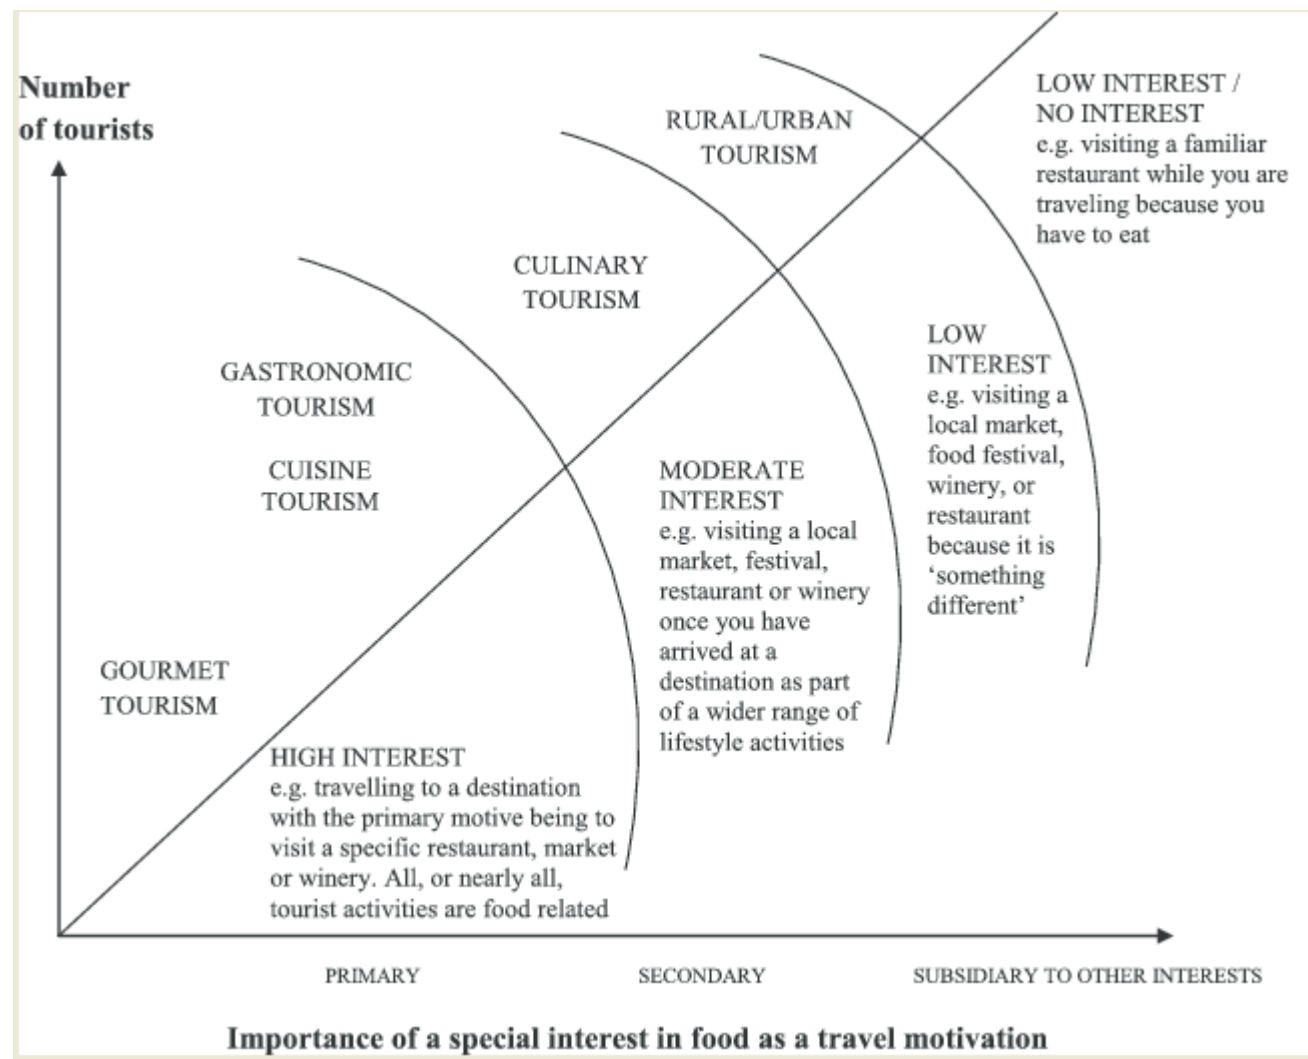 Number
of tourists
RURAL/URBAN
TOURISM
LOW INTEREST /
NO INTEREST
e.g. visiting a familiar
restaurant while you are
traveling because you
have to eat
CULINARY
TOURISM
GASTRONOMIC
TOURISM
CUISINE
TOURISM
LOW
INTEREST
e.g. visiting a
local market,
food festival,
winery, or
restaurant
because it is
‘something
different’
MODERATE
INTEREST
e.g. visiting a local
market, festival,
restaurant or winery
once you have
arrived at a
destination as part
of a wider range of
lifestyle activities
GOURMET
TOURISM
HIGH INTEREST
e.g. travelling to a destination
with the primary motive being to
visit a specific restaurant, market
or winery. All, or nearly all,
tourist activities are food related
PRIMARY
SECONDARY
SUBSIDIARY TO OTHER INTERESTS
Importance of a special interest in food as a travel motivation